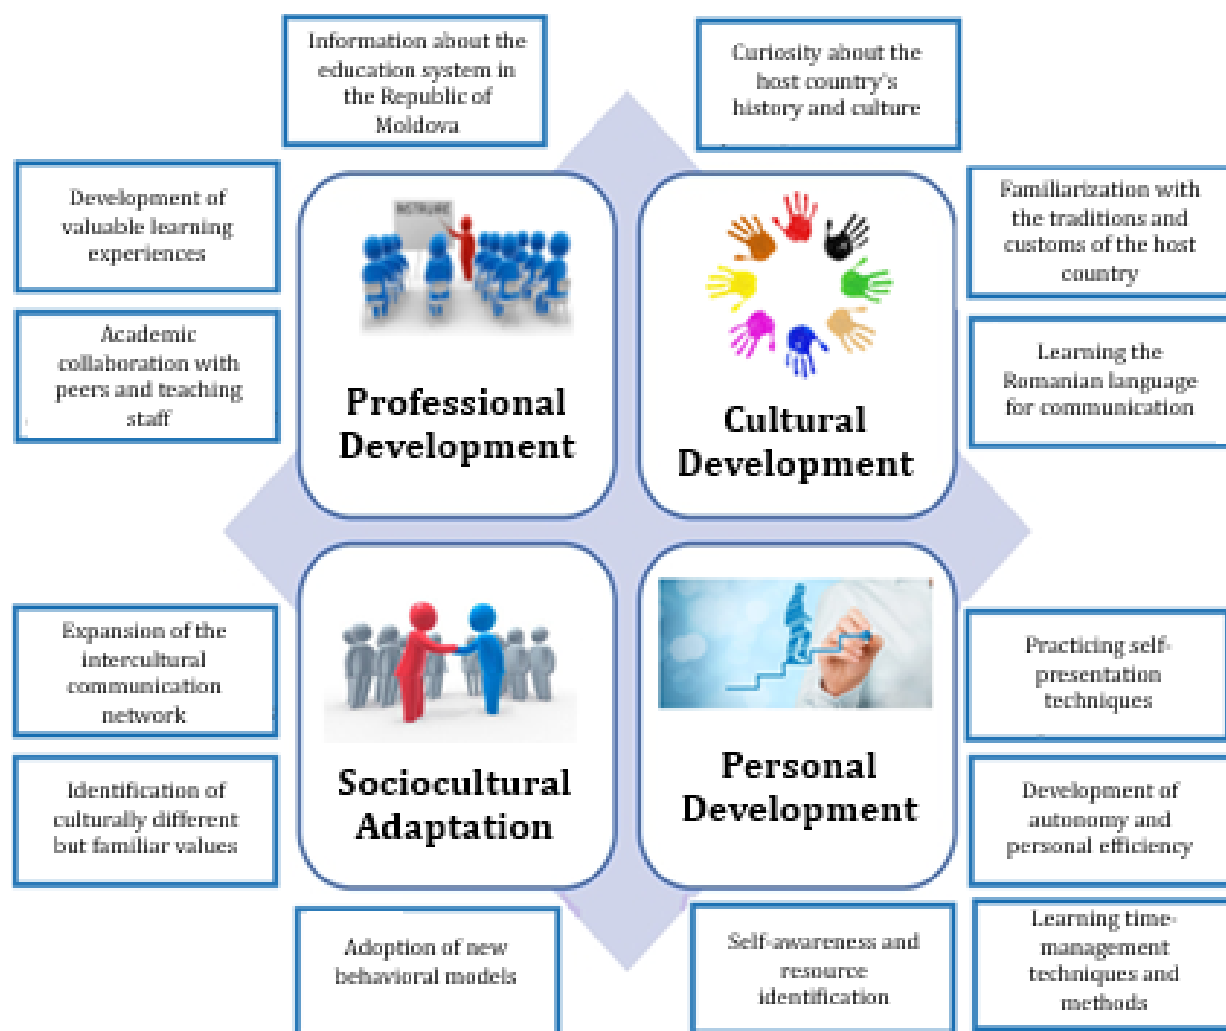 Information about the
education system in
the Republic of
Moldova
Curiosity about the
host country's
history and culture
Development of
valuable learning
experiences
Familiarization with
the traditions and
customs of the host
country
INSTRUIRE
Academic
collaboration with
peers and teaching
staff
Learning the
Romanian language
for communication
Professional
Development
Cultural
Development
Expansion of the
intercultural
communication
network
Practicing self-
presentation
techniques
Identification of
culturally different
but familiar values
Sociocultural
Adaptation
Personal
Development
Development of
autonomy and
personal efficiency
Adoption of new
behavioral models
Self-awareness and
resource
identification
Learning time-
management
techniques and
methods